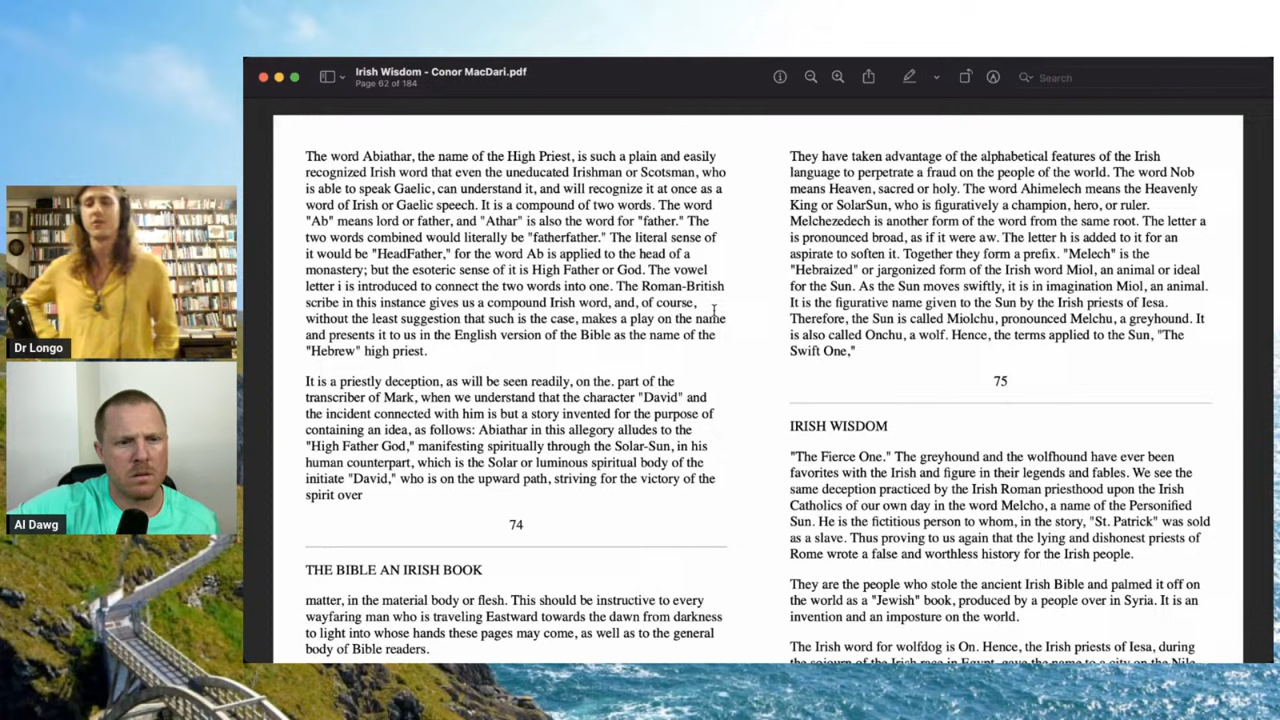 Irish Wisdom - Conor MacDari.pdf
Page 62 of 184
Search
The word Abiathar, the name of the High Priest, is such a plain and easily
recognized Irish word that even the uneducated Irishman or Scotsman, who
is able to speak Gaelic, can understand it, and will recognize it at once as a
word of Irish or Gaelic speech. It is a compound of two words. The word
"Ab" means lord or father, and "Athar" is also the word for "father." The
two words combined would literally be "fatherfather." The literal sense of
it would be "HeadFather," for the word Ab is applied to the head of a
monastery; but the esoteric sense of it is High Father or God. The vowel
letter i is introduced to connect the two words into one. The Roman-British
scribe in this instance gives us a compound Irish word, and, of course,
without the least suggestion that such is the case, makes a play on the name
and presents it to us in the English version of the Bible as the name of the
"Hebrew" high priest.
It is a priestly deception, as will be seen readily, on the. part of the
transcriber of Mark, when we understand that the character "David" and
the incident connected with him is but a story invented for the purpose of
containing an idea, as follows: Abiathar in this allegory alludes to the
"High Father God," manifesting spiritually through the Solar-Sun, in his
human counterpart, which is the Solar or luminous spiritual body of the
initiate "David," who is on the upward path, striving for the victory of the
spirit over
74
THE BIBLE AN IRISH BOOK
matter, in the material body or flesh. This should be instructive to every
wayfaring man who is traveling Eastward towards the dawn from darkness
to light into whose hands these pages may come, as well as to the general
body of Bible readers.
They have taken advantage of the alphabetical features of the Irish
language to perpetrate a fraud on the people of the world. The word Nob
means Heaven, sacred or holy. The word Ahimelech means the Heavenly
King or SolarSun, who is figuratively a champion, hero, or ruler.
Melchezedech is another form of the word from the same root. The letter a
is pronounced broad, as if it were aw. The letter h is added to it for an
aspirate to soften it. Together they form a prefix. "Melech" is the
"Hebraized" or jargonized form of the Irish word Miol, an animal or ideal
for the Sun. As the Sun moves swiftly, it is in imagination Miol, an animal.
It is the figurative name given to the Sun by the Irish priests of Iesa.
Therefore, the Sun is called Miolchu, pronounced Melchu, a greyhound. It
is also called Onchu, a wolf. Hence, the terms applied to the Sun, "The
Swift One,"
75
IRISH WISDOM
"The Fierce One." The greyhound and the wolfhound have ever been
favorites with the Irish and figure in their legends and fables. We see the
same deception practiced by the Irish Roman priesthood upon the Irish
Catholics of our own day in the word Melcho, a name of the Personified
Sun. He is the fictitious person to whom, in the story, "St. Patrick" was sold
as a slave. Thus proving to us again that the lying and dishonest priests of
Rome wrote a false and worthless history for the Irish people.
They are the people who stole the ancient Irish Bible and palmed it off on
the world as a "Jewish" book, produced by a people over in Syria. It is an
invention and an imposture on the world.
The Irish word for wolfdog is On. Hence, the Irish priests of Iesa, during
the sojourn of the Irish race in Egypt, gave the name to a city on the Nile
Dr Longo
Al Dawg